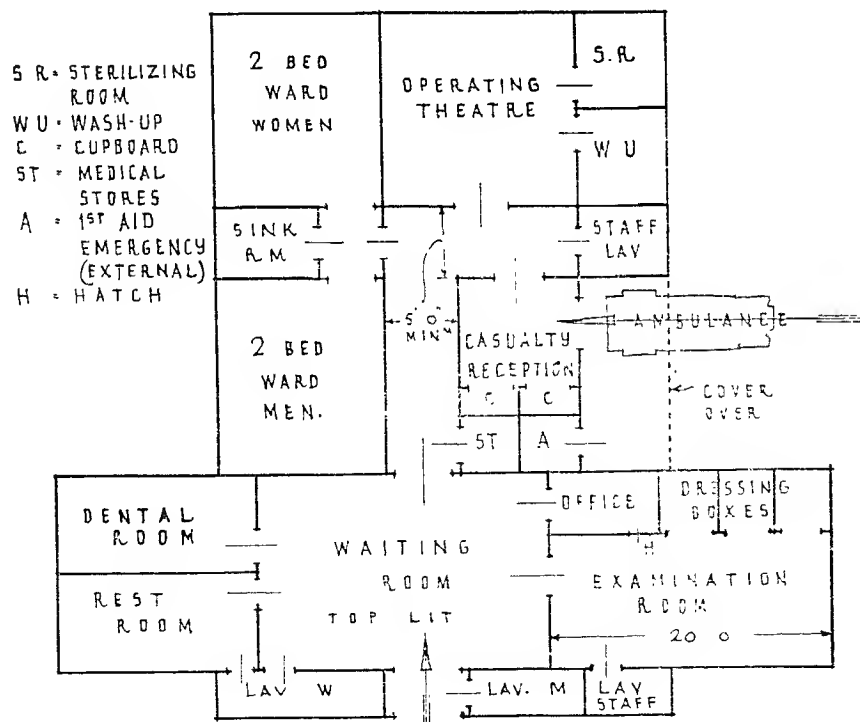 S R = STERILIZING
ROOM
W U = WASH-UP
C = CUPBOARD
ST = MEDICAL
STORES
A = 1ST AID
EMERGENCY
(EXTERNAL)
H = HATCH
2 BED
WARD
WOMEN
OPERATING
THEATRE
S.R
W U
SINK
RM
STAFF
LAV
5' 0"
MINM
AMBULANCE
CASUALTY
RECEPTION
C C
2 BED
WARD
MEN.
COVER
OVER
ST
A
DENTAL
ROOM
OFFICE
DRESSING
BOXES
WAITING
ROOM
TOP LIT
H
REST
ROOM
EXAMINATION
ROOM
20 0
LAV W
LAV. M
LAV
STAFF